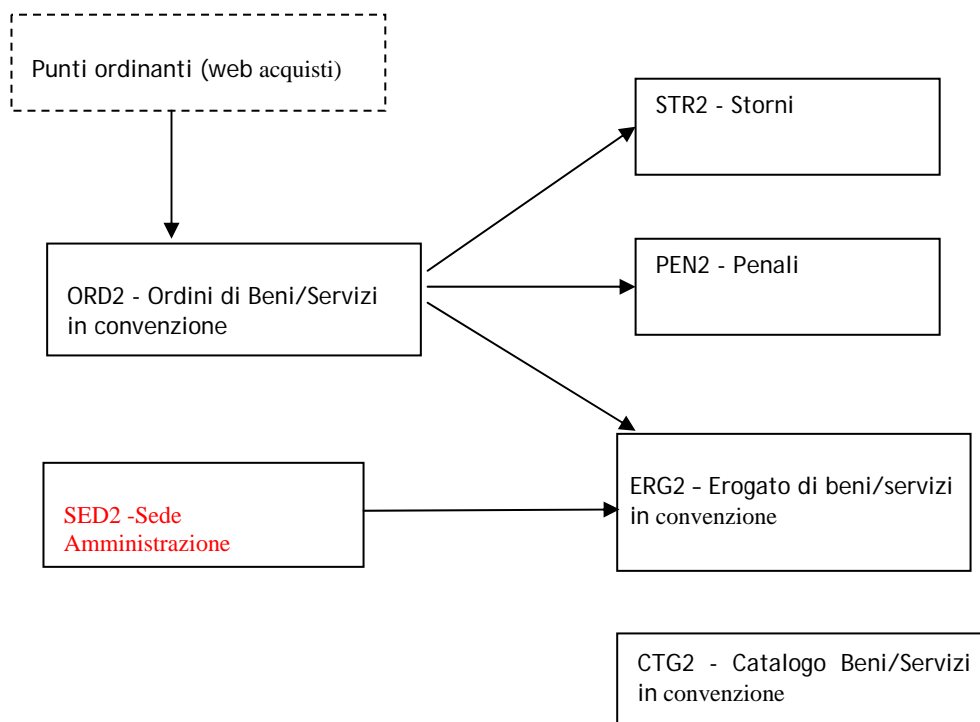 Punti ordinanti (web acquisti)
STR2 - Storni
PEN2 - Penali
ORD2 - Ordini di Beni/Servizi
in convenzione
ERG2 – Erogato di beni/servizi
in convenzione
SED2 -Sede
Amministrazione
CTG2 - Catalogo Beni/Servizi
in convenzione